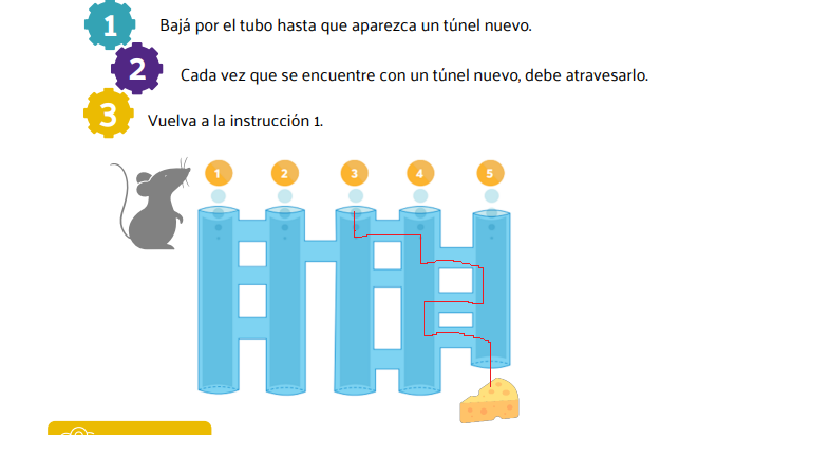 1 Bajá por el tubo hasta que aparezca un túnel nuevo.
2 Cada vez que se encuentre con un túnel nuevo, debe atravesarlo.
3 Vuelva a la instrucción 1.
1 2 3 4 5